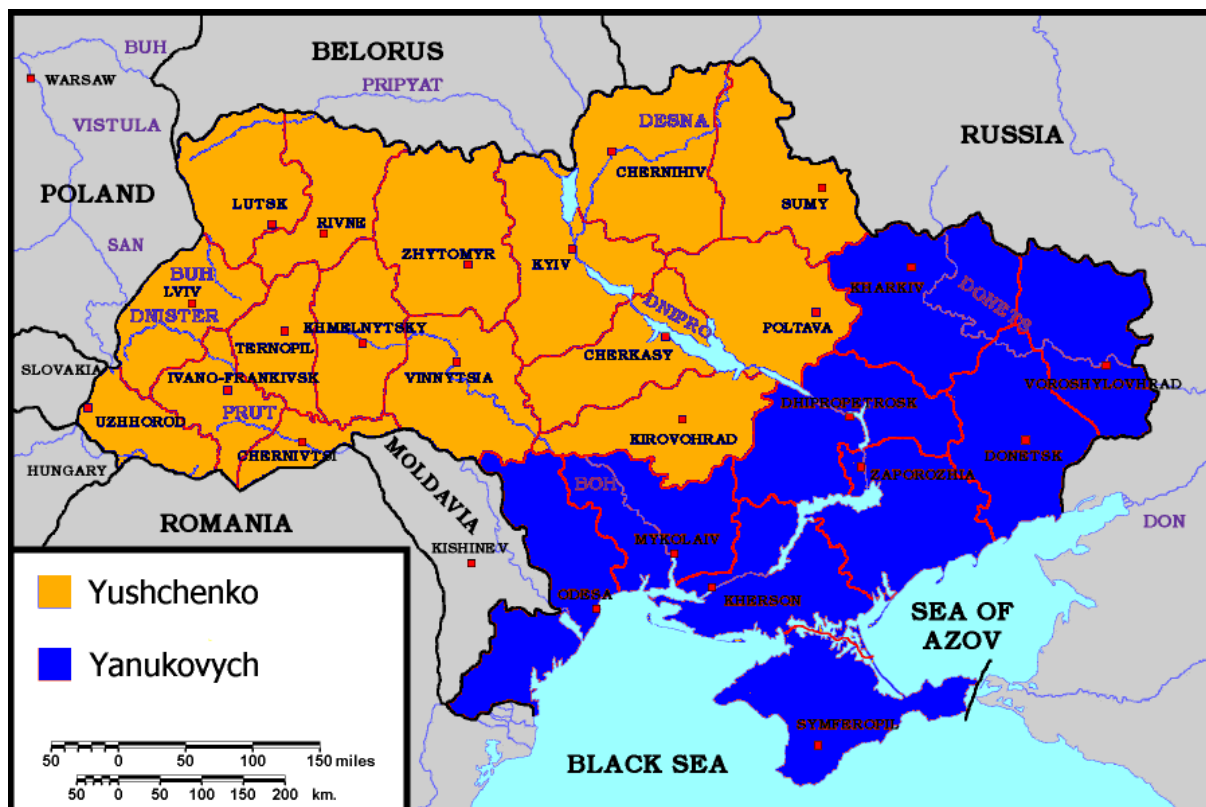 BUH
BELORUS
WARSAW
PRIPYAT
VISTULA
DESNA
RUSSIA
CHERNIHIV
POLAND
SUMY
LUTSK
RIVNE
SAN
ZHYTOMYR
KYIV
BUH
KHARKIV
LVIV
DONETS
DNIPRO
DNISTER
POLTAVA
KHMELNYTSKY
TERNOPIL
CHERKASY
SLOVAKIA
IVANO-FRANKIVSK
VINNYTSIA
VOROSHYLOVHRAD
UZHHOROD
PRUT
DHIPROPETROSK
KIROVOHRAD
DONETSK
CHERNIVTSI
HUNGARY
MOLDAVIA
BOH
ZAPOROZHIA
ROMANIA
DON
KISHINEV
MYKOLAIV
ODESA
KHERSON
SEA OF
AZOV
SYMFEROPIL
BLACK SEA
Yushchenko
Yanukovych
50 0 50 100 150 miles
50 0 50 100 150 200 km.